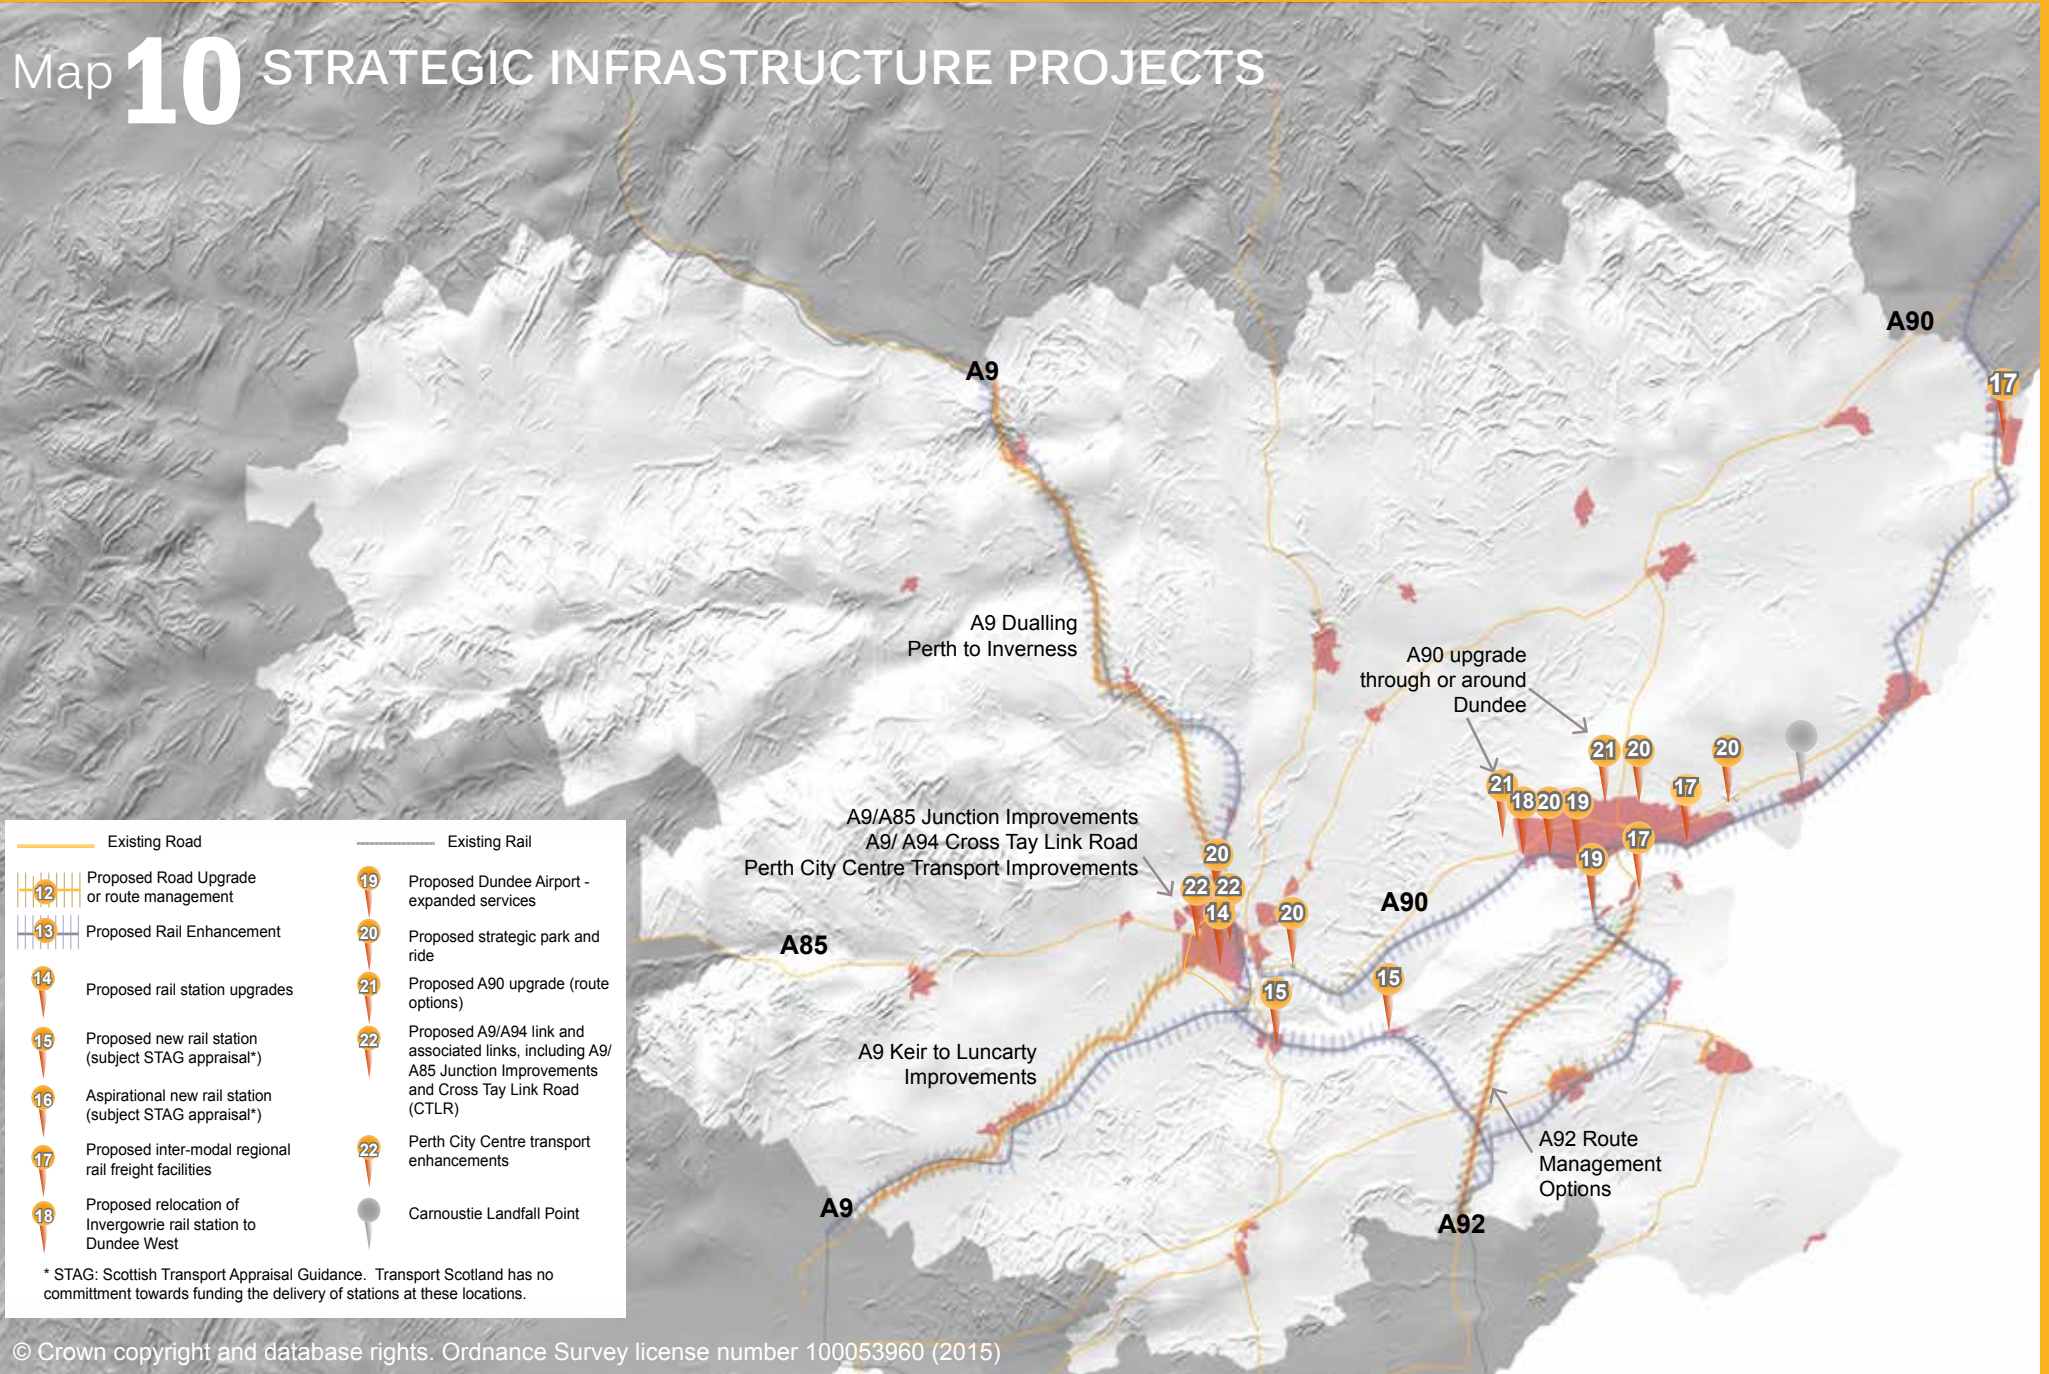 Map 10 STRATEGIC INFRASTRUCTURE PROJECTS
A90
17
A9
A9 Dualling
Perth to Inverness
A90 upgrade
through or around
Dundee
21
20
20
21
18
20
19
17
17
19
A9/A85 Junction Improvements
A9/ A94 Cross Tay Link Road
Perth City Centre Transport Improvements
20
22
22
14
20
A90
A85
15
15
A9 Keir to Luncarty
Improvements
A92 Route
Management
Options
A9
A92
Existing Road
12
Proposed Road Upgrade
or route management
13
Proposed Rail Enhancement
14
Proposed rail station upgrades
15
Proposed new rail station
(subject STAG appraisal*)
16
Aspirational new rail station
(subject STAG appraisal*)
17
Proposed inter-modal regional
rail freight facilities
18
Proposed relocation of
Invergowrie rail station to
Dundee West
Existing Rail
19
Proposed Dundee Airport -
expanded services
20
Proposed strategic park and
ride
21
Proposed A90 upgrade (route
options)
22
Proposed A9/A94 link and
associated links, including A9/
A85 Junction Improvements
and Cross Tay Link Road
(CTLR)
22
Perth City Centre transport
enhancements
Carnoustie Landfall Point
* STAG: Scottish Transport Appraisal Guidance. Transport Scotland has no
committment towards funding the delivery of stations at these locations.
© Crown copyright and database rights. Ordnance Survey license number 100053960 (2015)